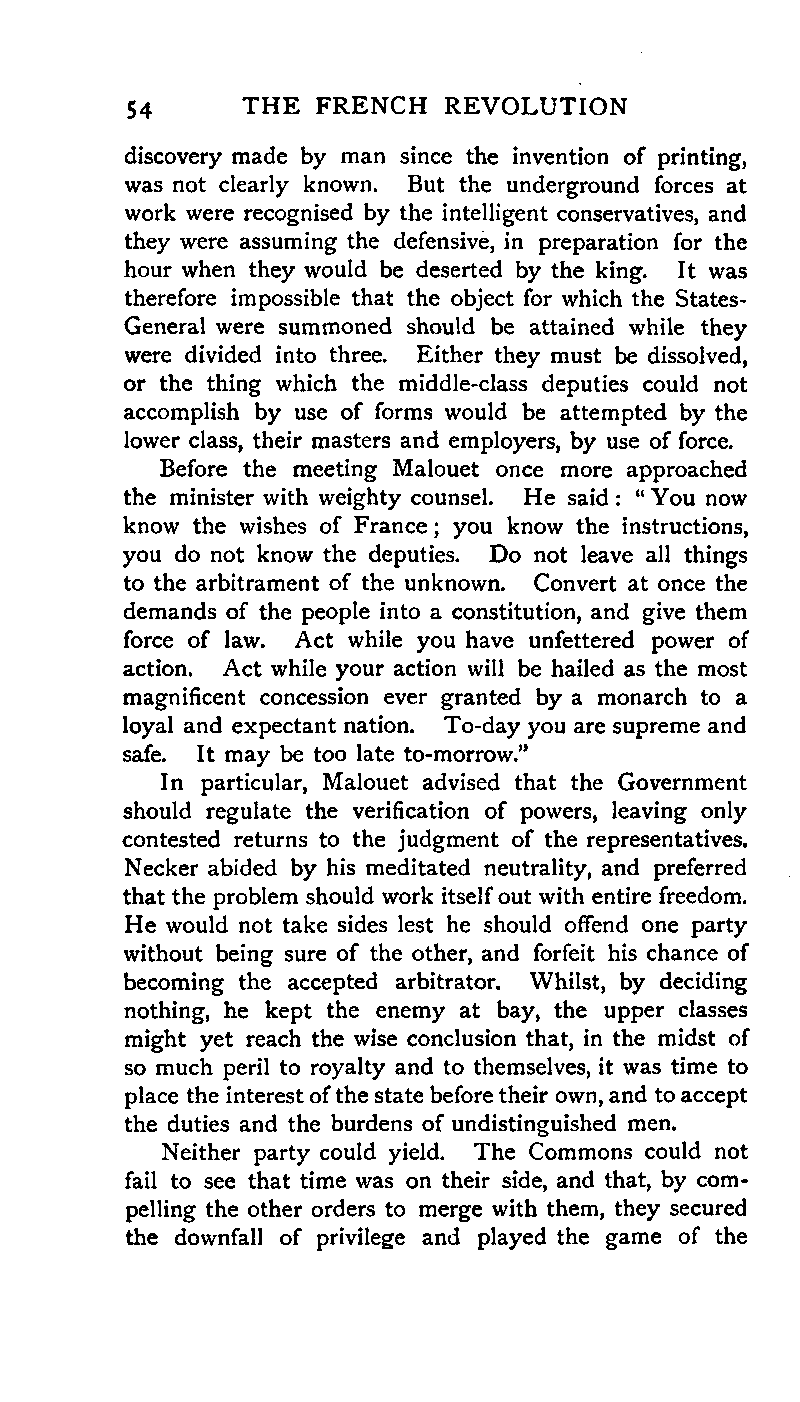 54 THE FRENCH REVOLUTION
discovery made by man since the invention of printing,
was not clearly known. But the underground forces at
work were recognised by the intelligent conservatives, and
they were assuming the defensive, in preparation for the
hour when they would be deserted by the king. It was
therefore impossible that the object for which the States-
General were summoned should be attained while they
were divided into three. Either they must be dissolved,
or the thing which the middle-class deputies could not
accomplish by use of forms would be attempted by the
lower class, their masters and employers, by use of force.
Before the meeting Malouet once more approached
the minister with weighty counsel. He said : “ You now
know the wishes of France ; you know the instructions,
you do not know the deputies. Do not leave all things
to the arbitrament of the unknown. Convert at once the
demands of the people into a constitution, and give them
force of law. Act while you have unfettered power of
action. Act while your action will be hailed as the most
magnificent concession ever granted by a monarch to a
loyal and expectant nation. To-day you are supreme and
safe. It may be too late to-morrow.”
In particular, Malouet advised that the Government
should regulate the verification of powers, leaving only
contested returns to the judgment of the representatives.
Necker abided by his meditated neutrality, and preferred
that the problem should work itself out with entire freedom.
He would not take sides lest he should offend one party
without being sure of the other, and forfeit his chance of
becoming the accepted arbitrator. Whilst, by deciding
nothing, he kept the enemy at bay, the upper classes
might yet reach the wise conclusion that, in the midst of
so much peril to royalty and to themselves, it was time to
place the interest of the state before their own, and to accept
the duties and the burdens of undistinguished men.
Neither party could yield. The Commons could not
fail to see that time was on their side, and that, by com-
pelling the other orders to merge with them, they secured
the downfall of privilege and played the game of the